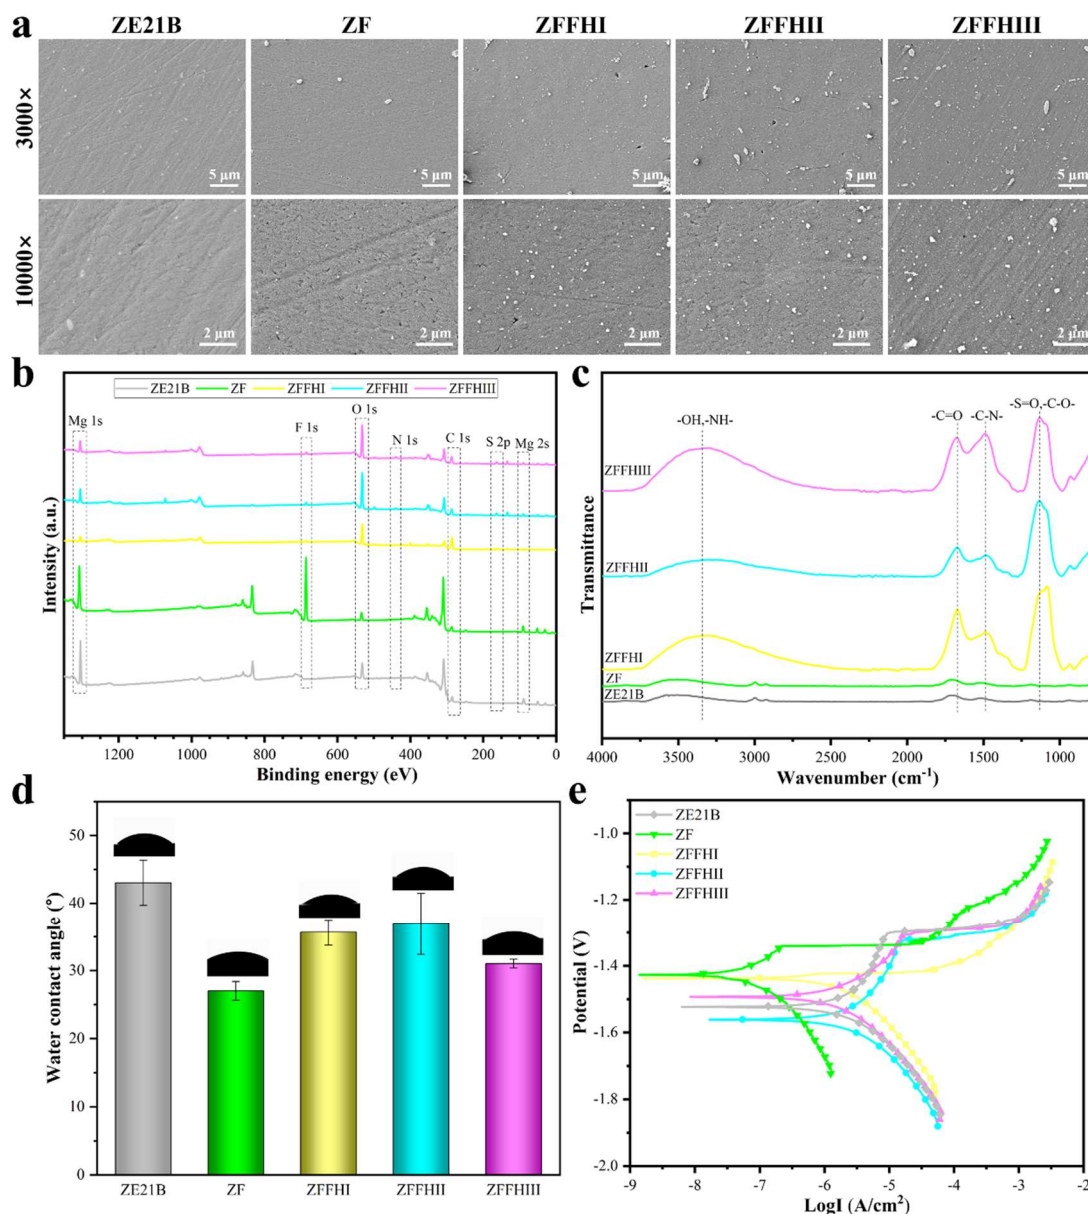 a
ZE21B ZF ZFFHI ZFFHII ZFFHIII
3000×
5 μm 5 μm 5 μm 5 μm 5 μm
10000×
2 μm 2 μm 2 μm 2 μm 2 μm
b
ZE21B ZF ZFFHI ZFFHII ZFFHIII
Mg 1s F 1s O 1s N 1s C 1s S 2p Mg 2s
Intensity (a.u.)
1200 1000 800 600 400 200 0
Binding energy (eV)
c
-OH,-NH- -C=O -C-N- -S=O,-C-O-
ZFFHIII
ZFFHII
ZFFHI
ZF
ZE21B
Transmittance
4000 3500 3000 2500 2000 1500 1000
Wavenumber (cm-1)
d
Water contact angle (°)
50
40
30
20
10
0
ZE21B ZF ZFFHI ZFFHII ZFFHIII
e
ZE21B
ZF
ZFFHI
ZFFHII
ZFFHIII
Potential (V)
-1.0
-1.2
-1.4
-1.6
-1.8
-2.0
-9 -8 -7 -6 -5 -4 -3 -2
LogI (A/cm2)